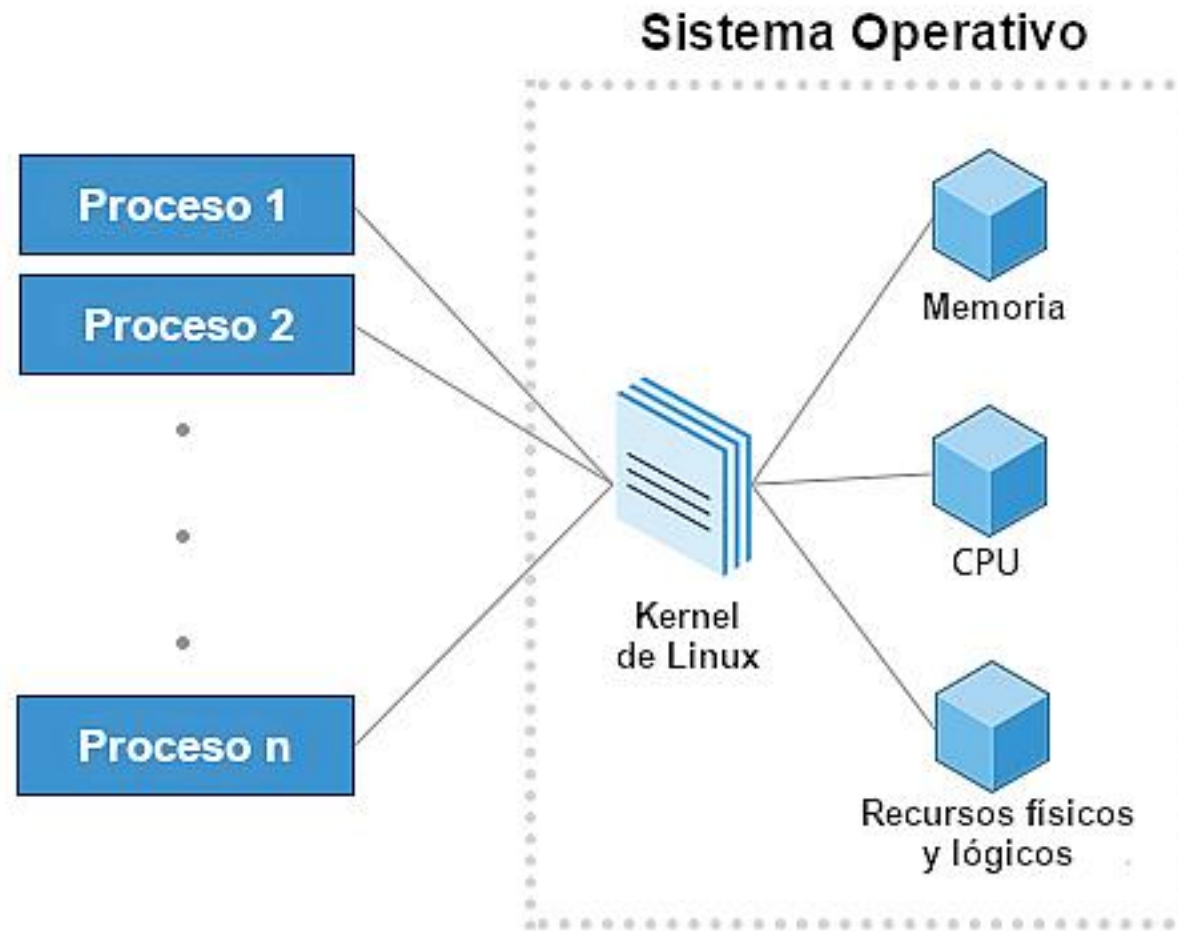 Sistema Operativo
Proceso 1
Proceso 2
Proceso n
Kernel
de Linux
Memoria
CPU
Recursos físicos
y lógicos